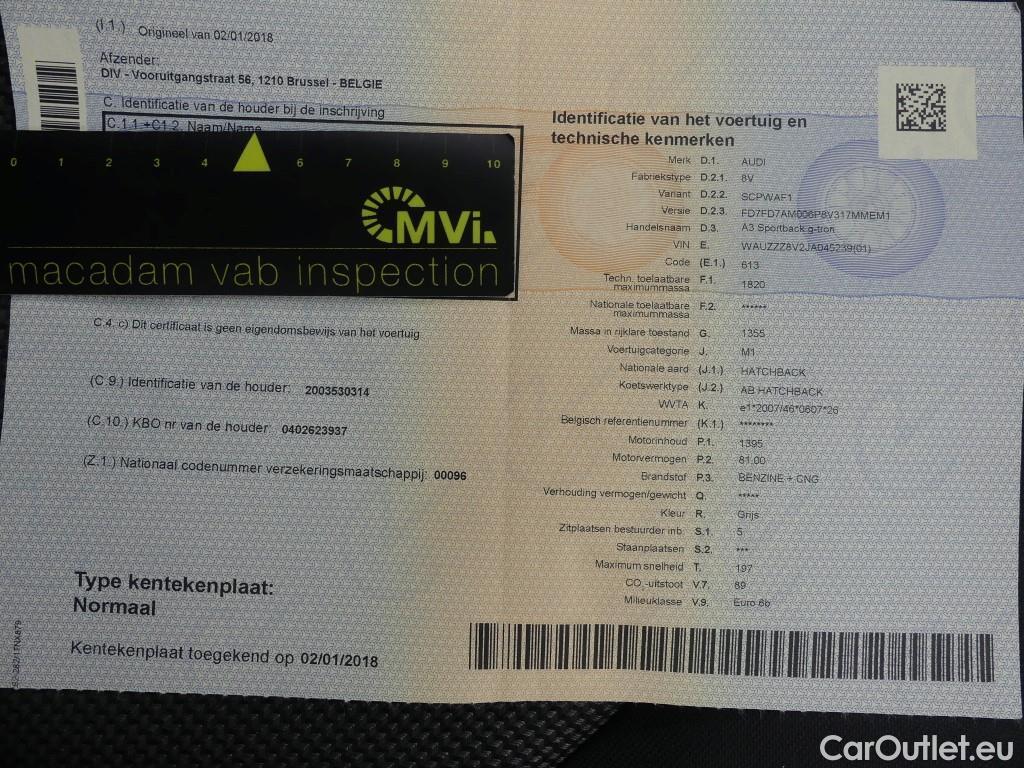 (I.1.) Origineel van 02/01/2018
Afzender:
DIV - Vooruitgangstraat 56, 1210 Brussel - BELGIE
C. Identificatie van de houder bij de inschrijving
C.1.1.+C1.2. Naam/Name
0 1 2 3 4 6 7 8 9 10
MVi.
macadam vab inspection
C.4. c) Dit certificaat is geen eigendomsbewijs van het voertuig
(C.9.) Identificatie van de houder: 2003530314
(C.10.) KBO nr van de houder: 0402623937
(Z.1.) Nationaal codenummer verzekeringsmaatschappij: 00096
Type kentekenplaat:
Normaal
Kentekenplaat toegekend op 02/01/2018
Identificatie van het voertuig en
technische kenmerken
Merk D.1. AUDI
Fabriekstype D.2.1. 8V
Variant D.2.2. SCPWAF1
Versie D.2.3. FD7FD7AM006P8V317MMEM1
Handelsnaam D.3. A3 Sportback g-tron
VIN E. WAUZZZ8V2JA045239(01)
Code (E.1.) 613
Techn. toelaatbare F.1. 1820
maximummassa
Nationale toelaatbare F.2. ******
maximummassa
Massa in rijklare toestand G. 1355
Voertuigcategorie J. M1
Nationale aard (J.1.) HATCHBACK
Koetswerktype (J.2.) AB HATCHBACK
WVTA K. e1*2007/46*0607*26
Belgisch referentienummer (K.1.) ********
Motorinhoud P.1. 1395
Motorvermogen P.2. 81.00
Brandstof P.3. BENZINE + CNG
Verhouding vermogen/gewicht Q. *****
Kleur R. Grijs
Zitplaatsen bestuurder inb. S.1. 5
Staanplaatsen S.2. ***
Maximum snelheid T. 197
CO₂-uitstoot V.7. 89
Milieuklasse V.9. Euro 6b
CarOutlet.eu